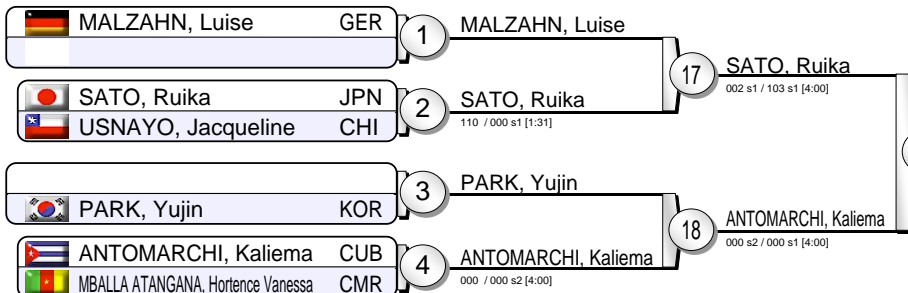 MALZAHN, Luise GER
1
MALZAHN, Luise
17
SATO, Ruika
002 s1 / 103 s1 [4:00]
SATO, Ruika JPN
USNAYO, Jacqueline CHI
2
SATO, Ruika
110 / 000 s1 [1:31]
PARK, Yujin KOR
3
PARK, Yujin
18
ANTOMARCHI, Kaliema
000 s2 / 000 s1 [4:00]
ANTOMARCHI, Kaliema CUB
MBALLA ATANGANA, Hortence Vanessa CMR
4
ANTOMARCHI, Kaliema
000 / 000 s2 [4:00]